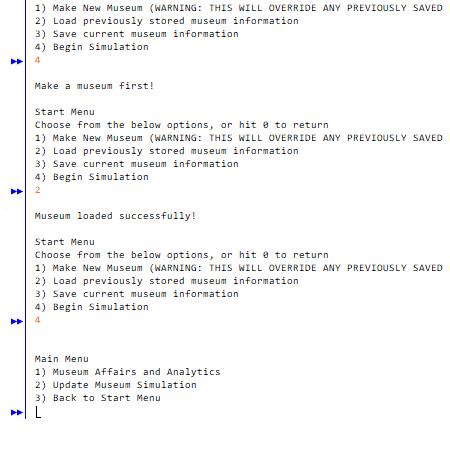 1) Make New Museum (WARNING: THIS WILL OVERRIDE ANY PREVIOUSLY SAVED
2) Load previously stored museum information
3) Save current museum information
4) Begin Simulation
4
Make a museum first!
Start Menu
Choose from the below options, or hit 0 to return
1) Make New Museum (WARNING: THIS WILL OVERRIDE ANY PREVIOUSLY SAVED
2) Load previously stored museum information
3) Save current museum information
4) Begin Simulation
2
Museum loaded successfully!
Start Menu
Choose from the below options, or hit 0 to return
1) Make New Museum (WARNING: THIS WILL OVERRIDE ANY PREVIOUSLY SAVED
2) Load previously stored museum information
3) Save current museum information
4) Begin Simulation
4
Main Menu
1) Museum Affairs and Analytics
2) Update Museum Simulation
3) Back to Start Menu